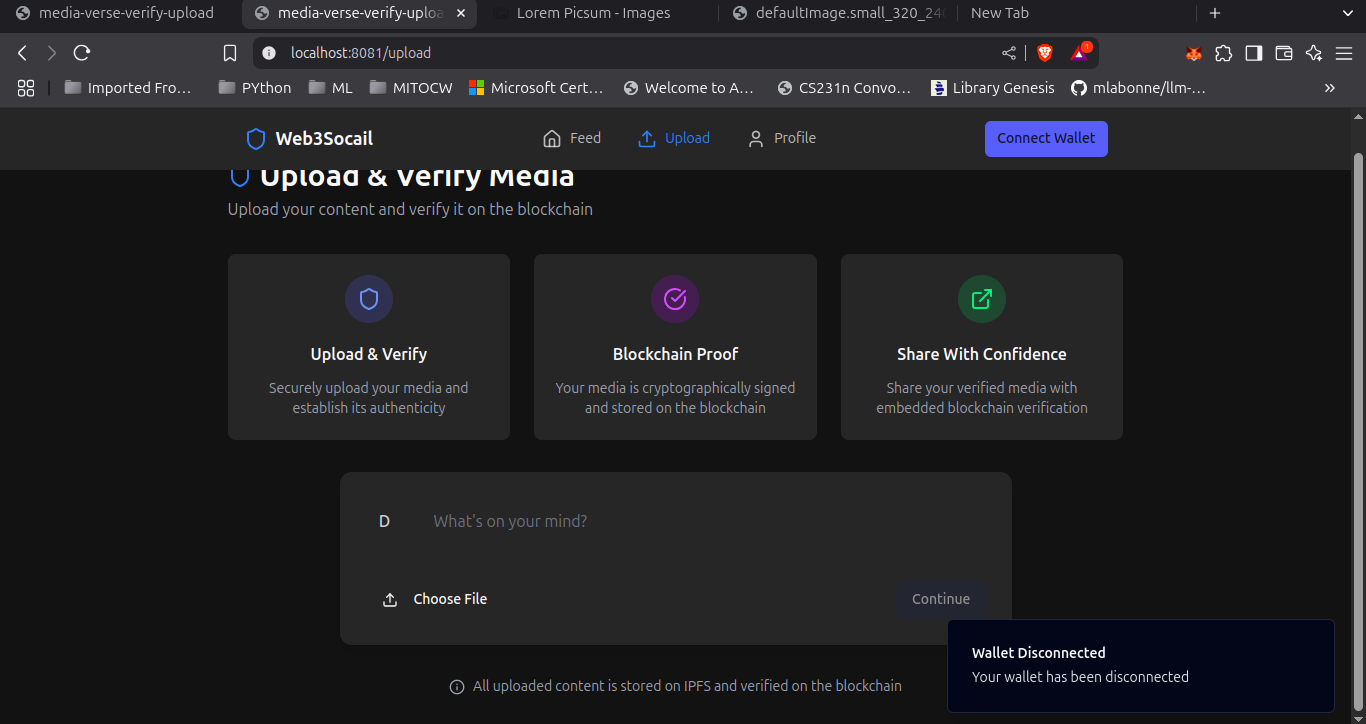 media-verse-verify-upload
media-verse-verify-uploa
Lorem Picsum - Images
defaultImage.small_320_240
New Tab
localhost:8081/upload
1
Imported Fro...
PYthon
ML
MITOCW
Microsoft Cert...
Welcome to A...
CS231n Convo...
Library Genesis
mlabonne/llm-...
Web3Socail
Feed
Upload
Profile
Connect Wallet
Upload & Verify Media
Upload your content and verify it on the blockchain
Upload & Verify
Securely upload your media and
establish its authenticity
Blockchain Proof
Your media is cryptographically signed
and stored on the blockchain
Share With Confidence
Share your verified media with
embedded blockchain verification
D
What's on your mind?
Choose File
Continue
Wallet Disconnected
Your wallet has been disconnected
All uploaded content is stored on IPFS and verified on the blockchain